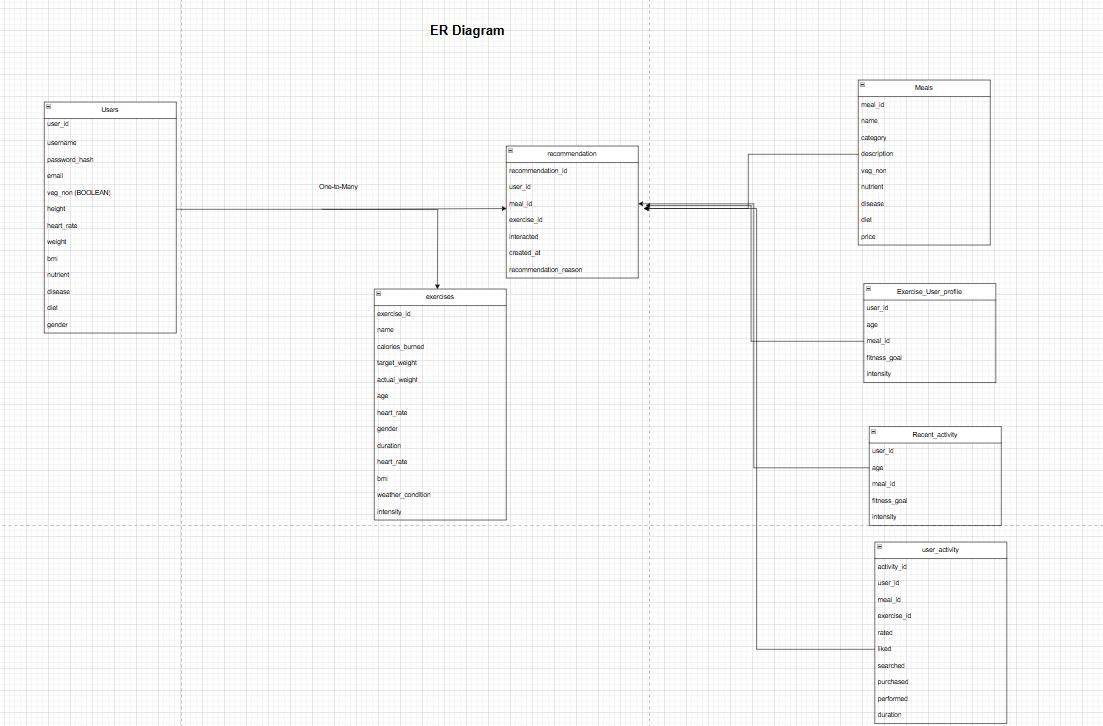 ER Diagram
Users
user_id
username
password_hash
email
veg_non (BOOLEAN)
height
heart_rate
weight
bmi
nutrient
disease
diet
gender
One-to-Many
recommendation
recommendation_id
user_id
meal_id
exercise_id
interacted
created_at
recommendation_reason
exercises
exercise_id
name
calories_burned
target_weight
actual_weight
age
heart_rate
gender
duration
heart_rate
bmi
weather_condition
intensity
Meals
meal_id
name
category
description
veg_non
nutrient
disease
diet
price
Exercise_User_profile
user_id
age
meal_id
fitness_goal
intensity
Recent_activity
user_id
age
meal_id
fitness_goal
intensity
user_activity
activity_id
user_id
meal_id
exercise_id
rated
liked
searched
purchased
performed
duration